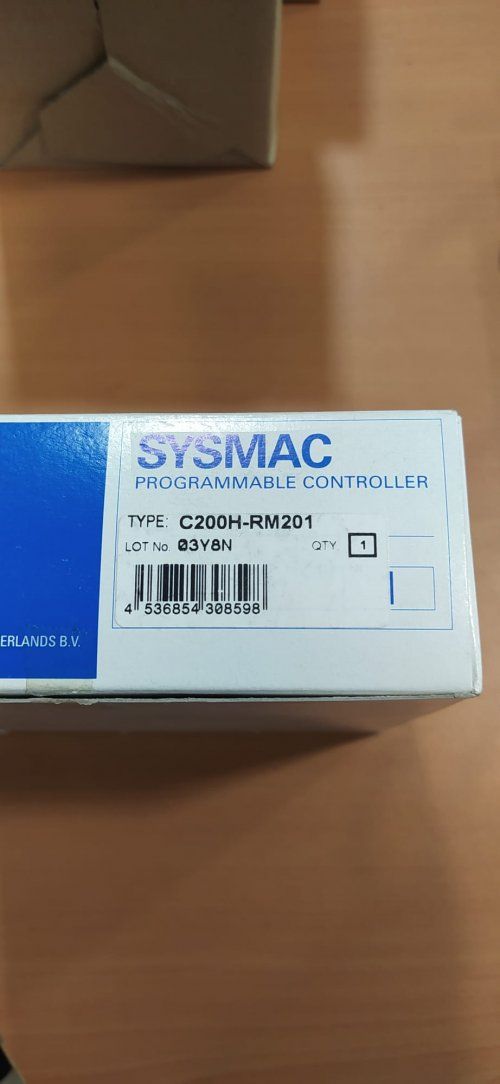 SYSMAC
PROGRAMMABLE CONTROLLER
TYPE: C200H-RM201
LOT No. 03Y8N QTY 1
4 536854 308598
ERLANDS B.V.